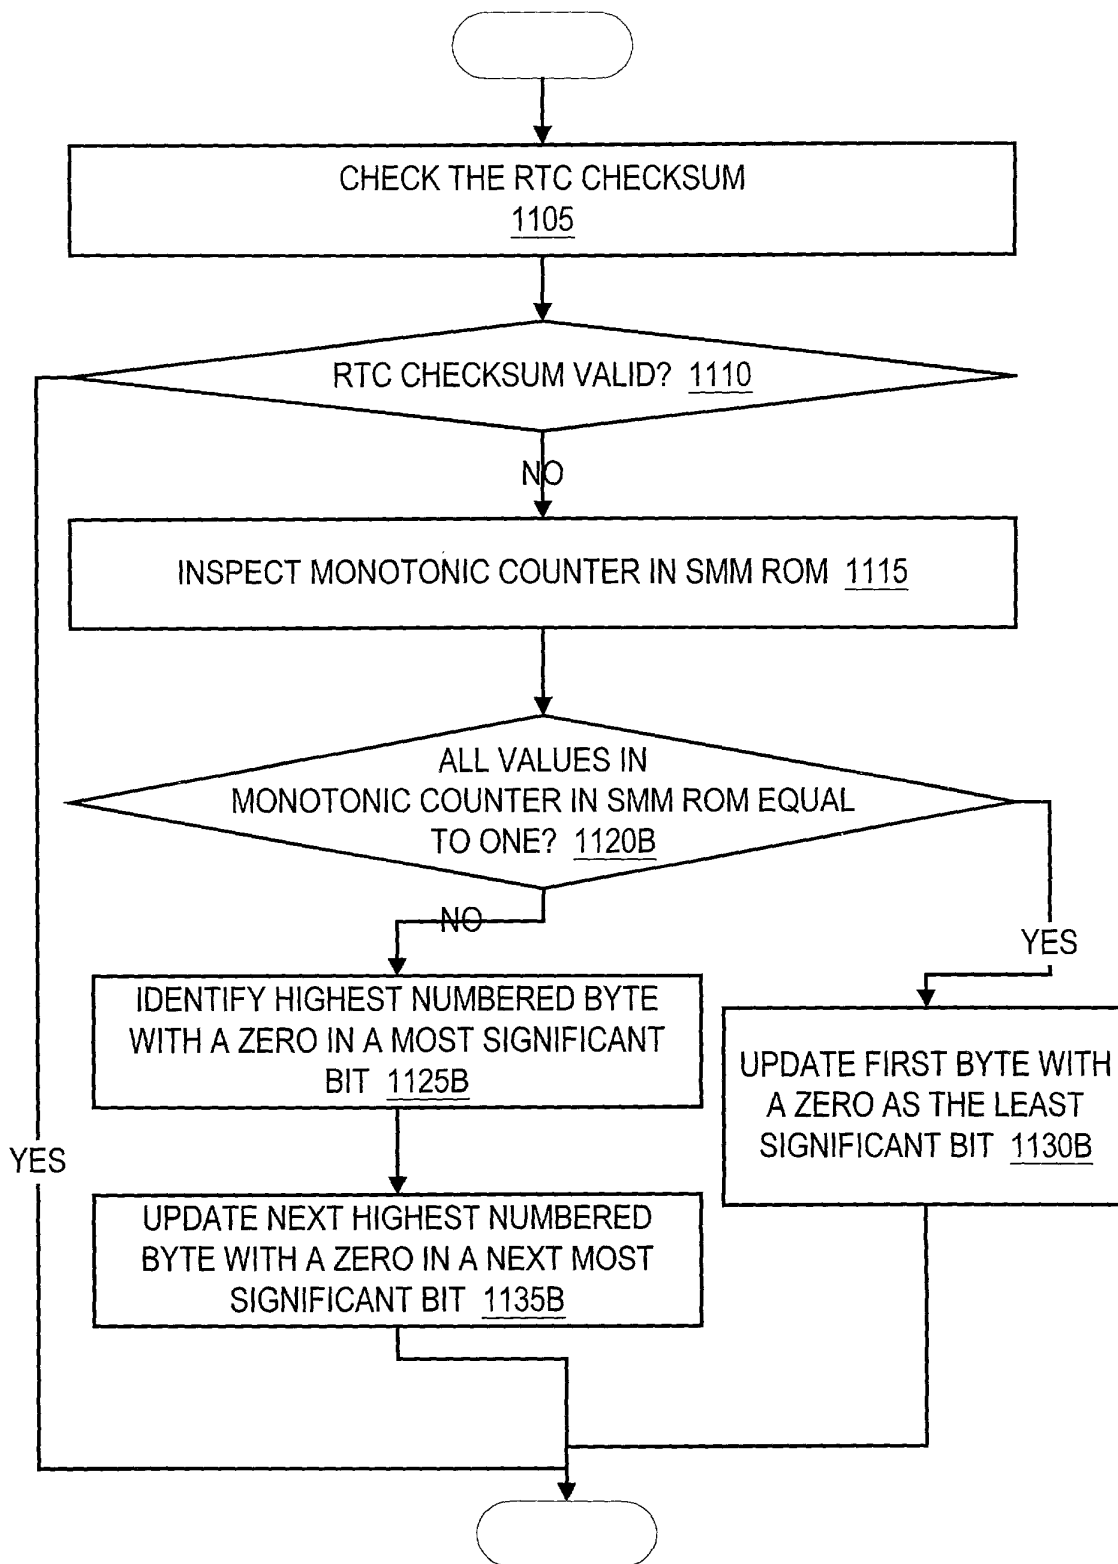 CHECK THE RTC CHECKSUM
1105
RTC CHECKSUM VALID? 1110
NO
INSPECT MONOTONIC COUNTER IN SMM ROM 1115
ALL VALUES IN
MONOTONIC COUNTER IN SMM ROM EQUAL
TO ONE? 1120B
NO
YES
IDENTIFY HIGHEST NUMBERED BYTE
WITH A ZERO IN A MOST SIGNIFICANT
BIT 1125B
UPDATE FIRST BYTE WITH
A ZERO AS THE LEAST
SIGNIFICANT BIT 1130B
YES
UPDATE NEXT HIGHEST NUMBERED
BYTE WITH A ZERO IN A NEXT MOST
SIGNIFICANT BIT 1135B